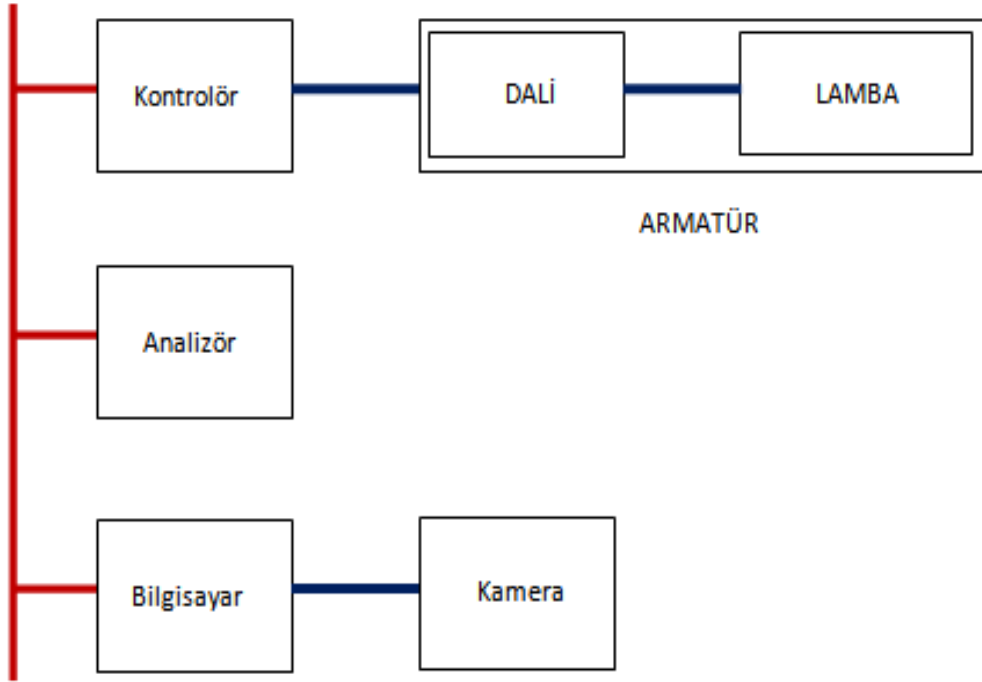 Kontrolör
DALİ
LAMBA
ARMATÜR
Analizör
Bilgisayar
Kamera